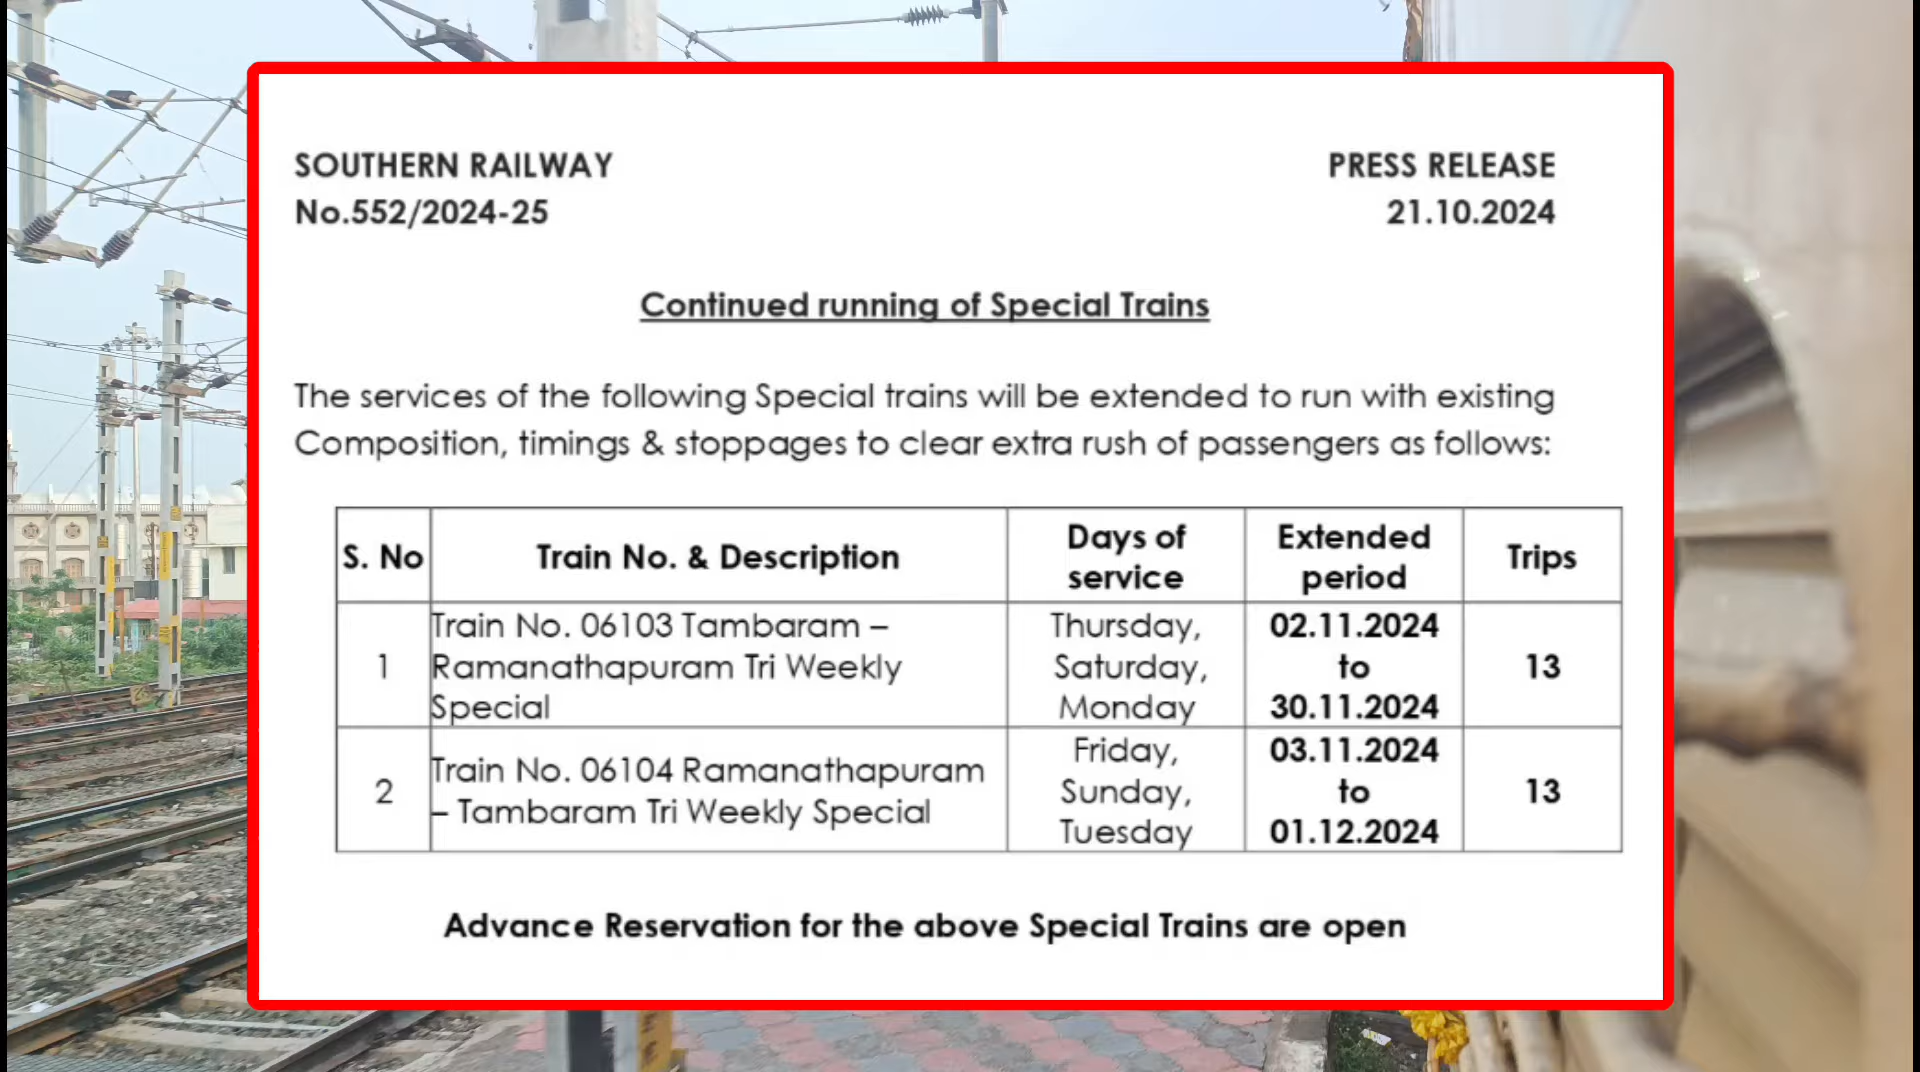 SOUTHERN RAILWAY PRESS RELEASE
No.552/2024-25 21.10.2024
Continued running of Special Trains
The services of the following Special trains will be extended to run with existing
Composition, timings & stoppages to clear extra rush of passengers as follows:
S. No Train No. & Description Days of service Extended period Trips
1 Train No. 06103 Tambaram – Ramanathapuram Tri Weekly Special Thursday, Saturday, Monday 02.11.2024 to 30.11.2024 13
2 Train No. 06104 Ramanathapuram – Tambaram Tri Weekly Special Friday, Sunday, Tuesday 03.11.2024 to 01.12.2024 13
Advance Reservation for the above Special Trains are open